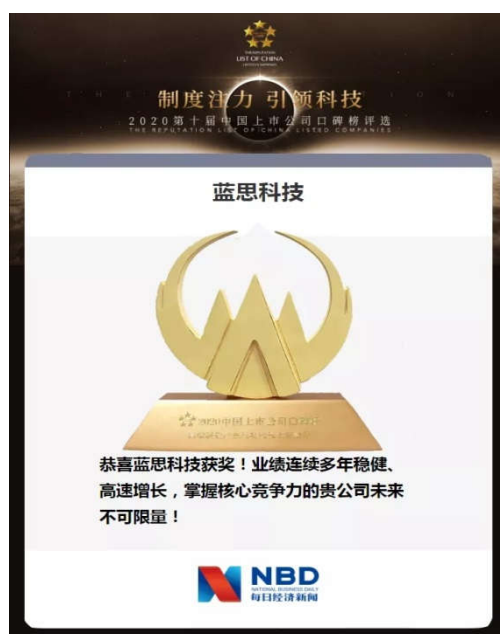 LIST OF CHINA
制度注力 引领科技
2020第十届中国上市公司口碑榜评选
THE REPUTATION LIST OF CHINA LISTED COMPANIES
蓝思科技
2020中国上市公司口碑榜
恭喜蓝思科技获奖！业绩连续多年稳健、
高速增长，掌握核心竞争力的贵公司未来
不可限量！
NBD
NATIONAL BUSINESS DAILY
每日经济新闻